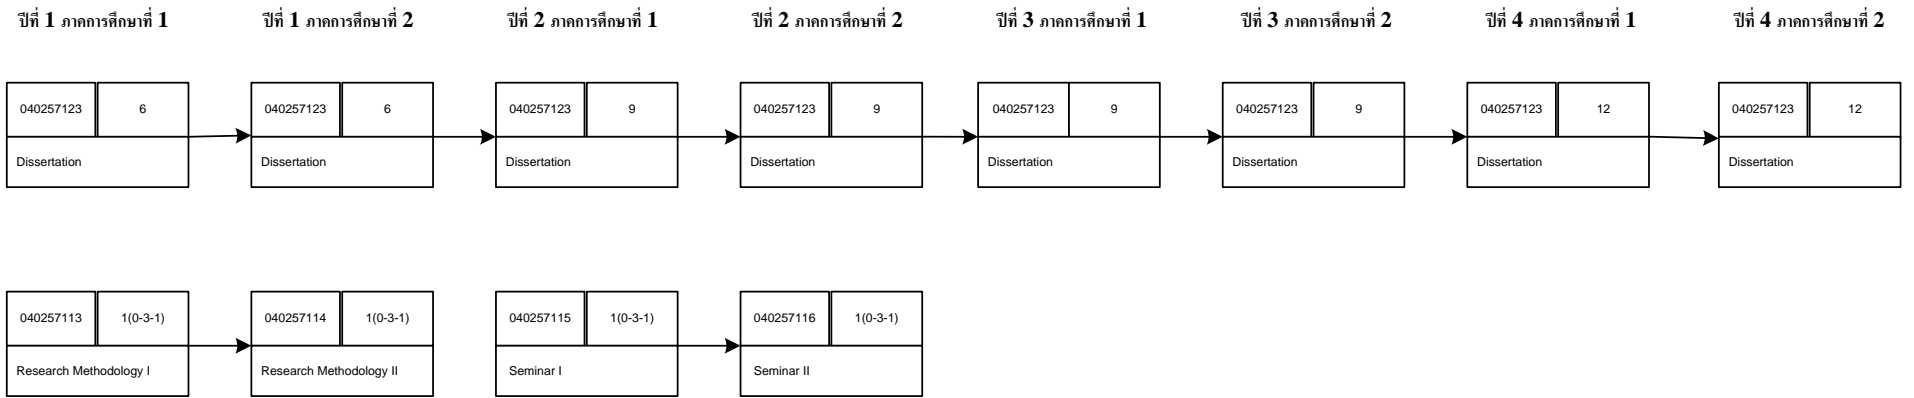 ปีที่ 1 ภาคการศึกษาที่ 1 ปีที่ 1 ภาคการศึกษาที่ 2 ปีที่ 2 ภาคการศึกษาที่ 1 ปีที่ 2 ภาคการศึกษาที่ 2 ปีที่ 3 ภาคการศึกษาที่ 1 ปีที่ 3 ภาคการศึกษาที่ 2 ปีที่ 4 ภาคการศึกษาที่ 1 ปีที่ 4 ภาคการศึกษาที่ 2
040257123 6 040257123 6 040257123 9 040257123 9 040257123 9 040257123 9 040257123 12 040257123 12
Dissertation Dissertation Dissertation Dissertation Dissertation Dissertation Dissertation Dissertation
040257113 1(0-3-1) 040257114 1(0-3-1) 040257115 1(0-3-1) 040257116 1(0-3-1)
Research Methodology I Research Methodology II Seminar I Seminar II